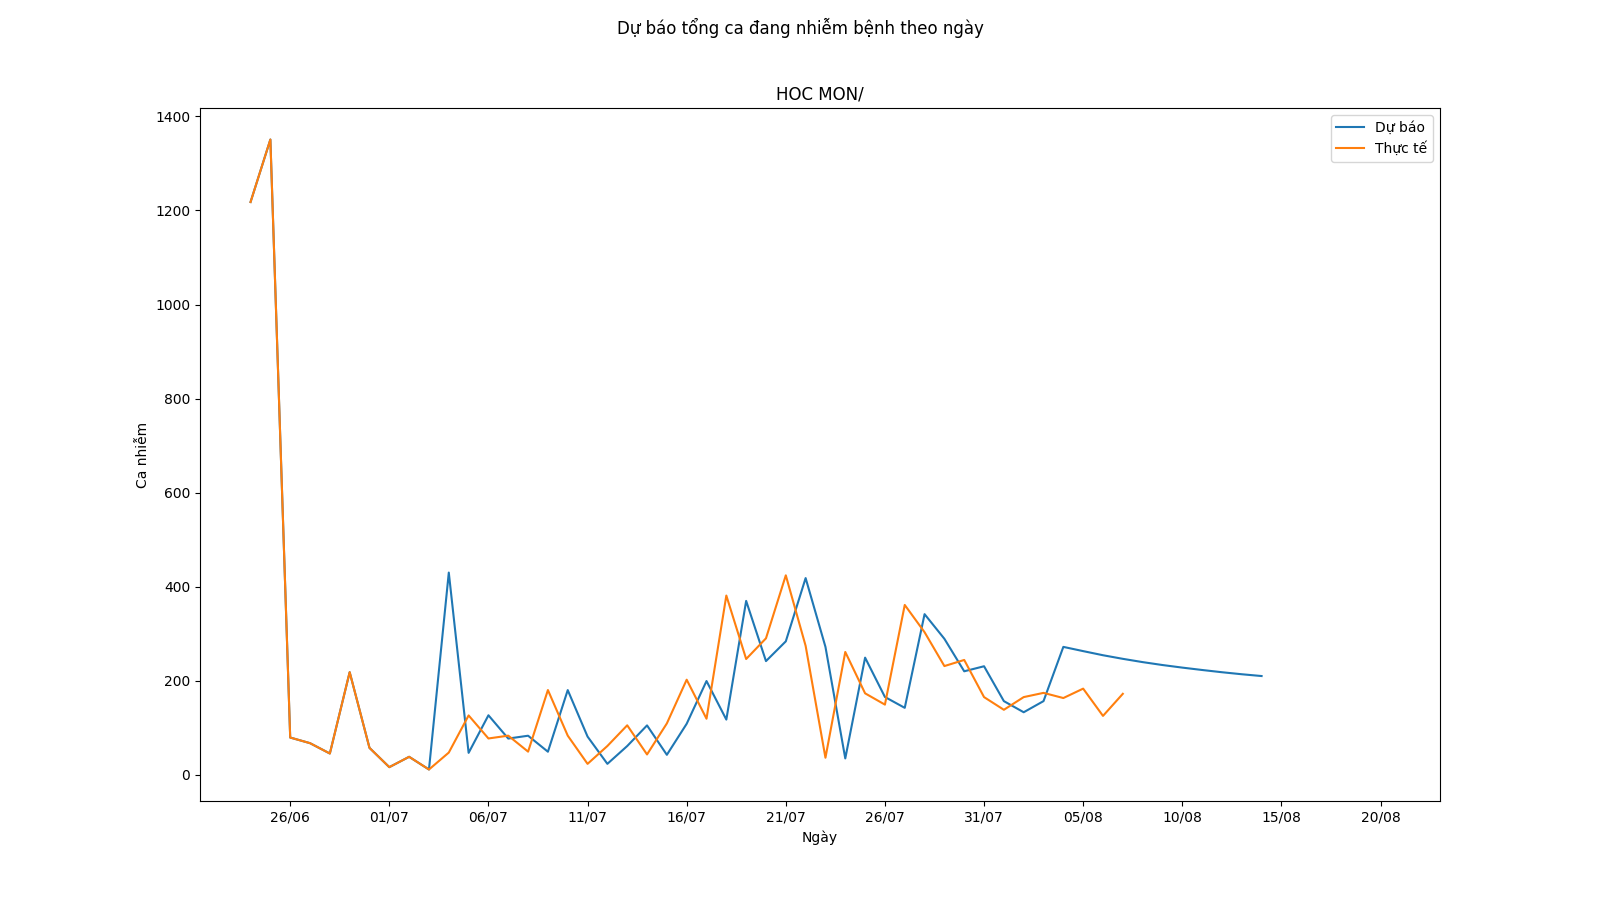 Dự báo tổng ca đang nhiễm bệnh theo ngày
HOC MON/
1400
1200
1000
800
600
400
200
0
Ca nhiễm
Dự báo
Thực tế
26/06 01/07 06/07 11/07 16/07 21/07 26/07 31/07 05/08 10/08 15/08 20/08
Ngày